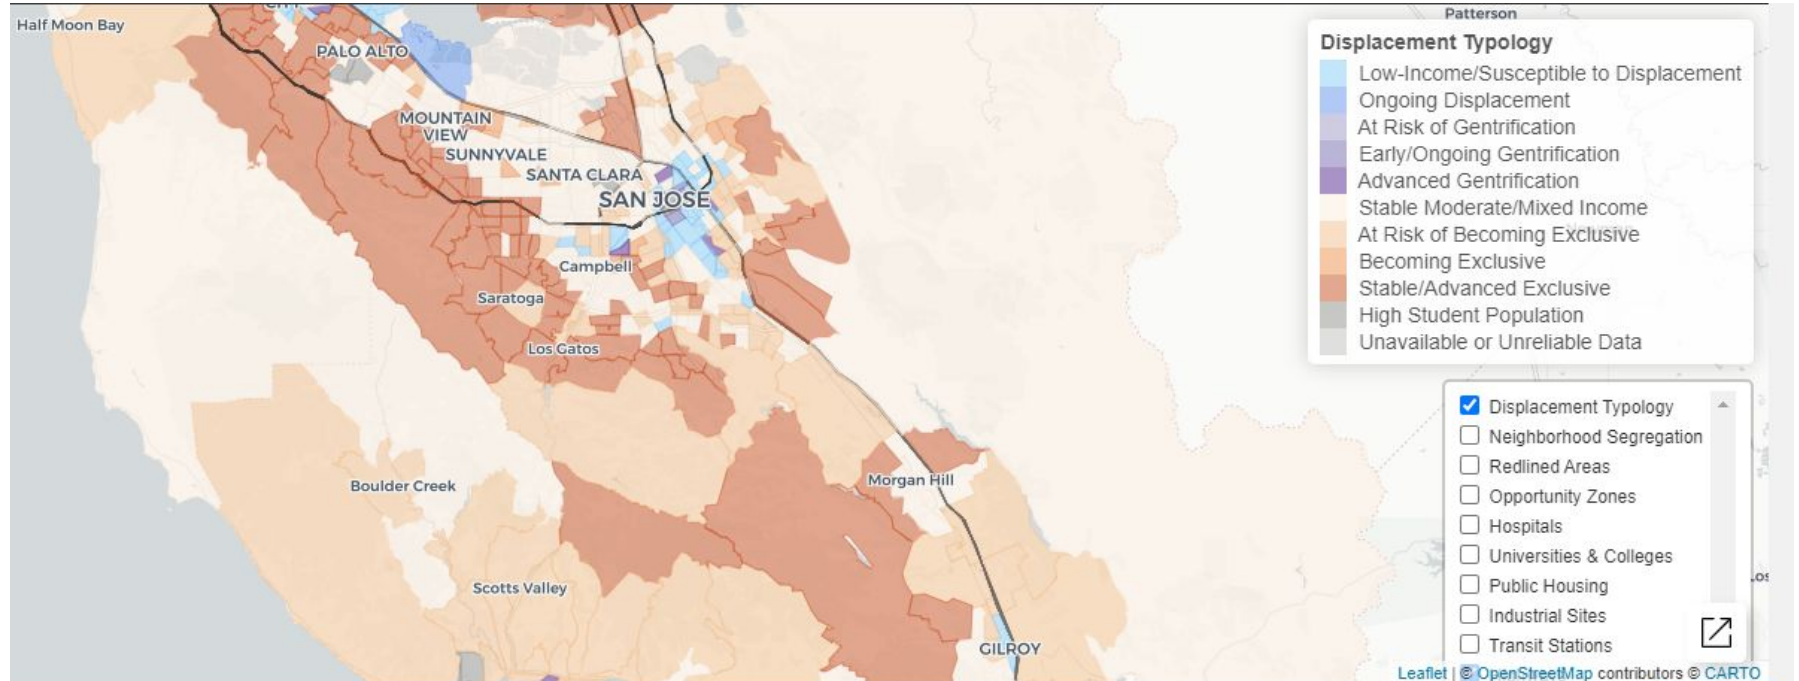 Half Moon Bay
PALO ALTO
MOUNTAIN
VIEW
SUNNYVALE
SANTA CLARA
SAN JOSE
Campbell
Saratoga
Los Gatos
Boulder Creek
Morgan Hill
Scotts Valley
GILROY
Patterson
Displacement Typology
Low-Income/Susceptible to Displacement
Ongoing Displacement
At Risk of Gentrification
Early/Ongoing Gentrification
Advanced Gentrification
Stable Moderate/Mixed Income
At Risk of Becoming Exclusive
Becoming Exclusive
Stable/Advanced Exclusive
High Student Population
Unavailable or Unreliable Data
Displacement Typology
Neighborhood Segregation
Redlined Areas
Opportunity Zones
Hospitals
Universities & Colleges
Public Housing
Industrial Sites
Transit Stations
Leaflet | © OpenStreetMap contributors © CARTO